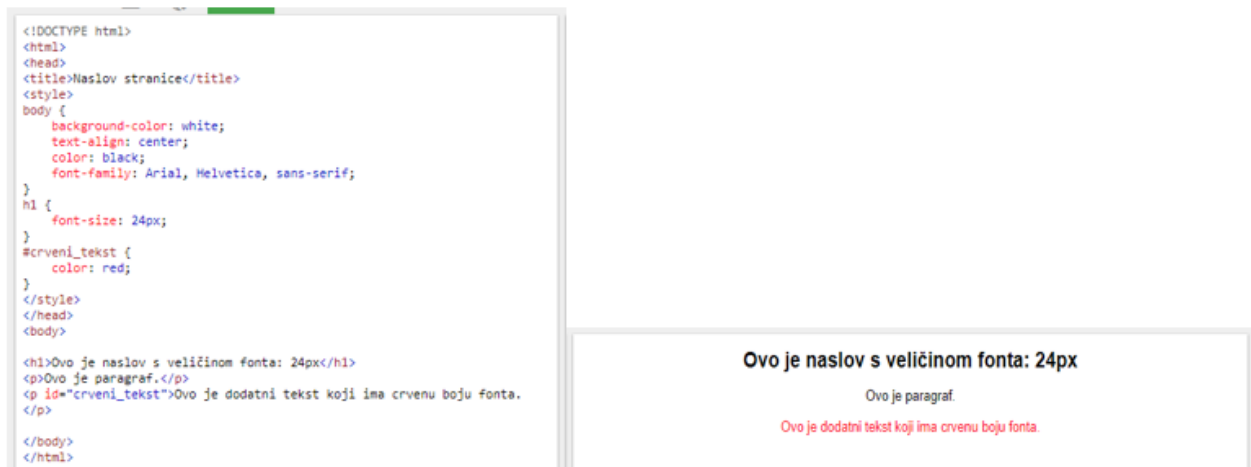 <!DOCTYPE html>
<html>
<head>
<title>Naslov stranice</title>
<style>
body {
    background-color: white;
    text-align: center;
    color: black;
    font-family: Arial, Helvetica, sans-serif;
}
h1 {
    font-size: 24px;
}
#crveni_tekst {
    color: red;
}
</style>
</head>
<body>

<h1>Ovo je naslov s veličinom fonta: 24px</h1>
<p>Ovo je paragraf.</p>
<p id="crveni_tekst">Ovo je dodatni tekst koji ima crvenu boju fonta.
</p>

</body>
</html>
Ovo je naslov s veličinom fonta: 24px
Ovo je paragraf.
Ovo je dodatni tekst koji ima crvenu boju fonta.